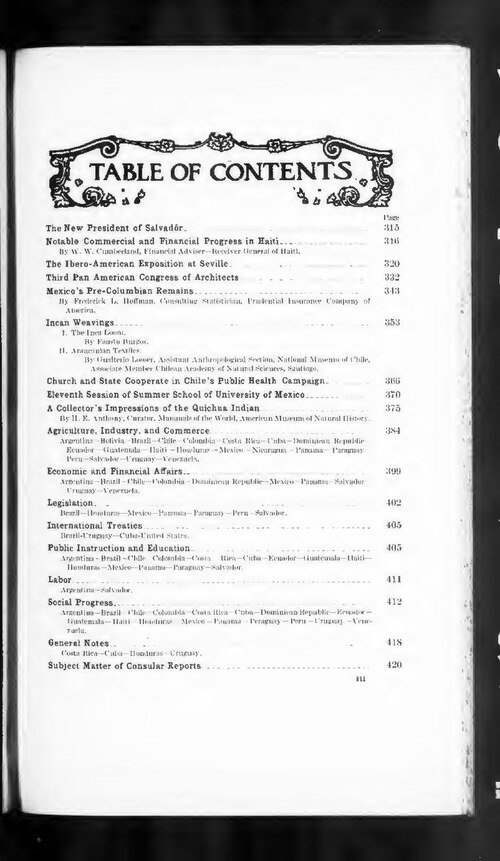 TABLE OF CONTENTS
Page
The New President of Salvador 315
Notable Commercial and Financial Progress in Haiti 316
By W. W. Cumberland, Financial Adviser—Receiver General of Haiti.
The Ibero-American Exposition at Seville 320
Third Pan American Congress of Architects 332
Mexico's Pre-Columbian Remains 343
By Frederick L. Hoffman, Consulting Statistician, Prudential Insurance Company of
America.
Incan Weavings 353
I. The Inca Loom.
By Fausto Burgos.
II. Araucanian Textiles.
By Gualterio Looser, Assistant Anthropological Section, National Museum of Chile,
Associate Member Chilean Academy of Natural Sciences, Santiago.
Church and State Cooperate in Chile's Public Health Campaign 366
Eleventh Session of Summer School of University of Mexico 370
A Collector's Impressions of the Quichua Indian 375
By H. E. Anthony, Curator, Mammals of the World, American Museum of Natural History.
Agriculture, Industry, and Commerce 384
Argentina—Bolivia—Brazil—Chile—Colombia—Costa Rica—Cuba—Dominican Republic—
Ecuador—Guatemala—Haiti—Honduras—Mexico—Nicaragua—Panama—Paraguay—
Peru—Salvador—Uruguay—Venezuela.
Economic and Financial Affairs 399
Argentina—Brazil—Chile—Colombia—Dominican Republic—Mexico—Panama—Salvador—
Uruguay—Venezuela.
Legislation 402
Brazil—Honduras—Mexico—Panama—Paraguay—Peru—Salvador.
International Treaties 405
Brazil-Uruguay—Cuba-United States.
Public Instruction and Education 405
Argentina—Brazil—Chile—Colombia—Costa Rica—Cuba—Ecuador—Guatemala—Haiti—
Honduras—Mexico—Panama—Paraguay—Salvador.
Labor 411
Argentina—Salvador.
Social Progress 412
Argentina—Brazil—Chile—Colombia—Costa Rica—Cuba—Dominican Republic—Ecuador—
Guatemala—Haiti—Honduras—Mexico—Panama—Paraguay—Peru—Uruguay—Vene-
zuela.
General Notes 418
Costa Rica—Cuba—Honduras—Uruguay.
Subject Matter of Consular Reports 420
III